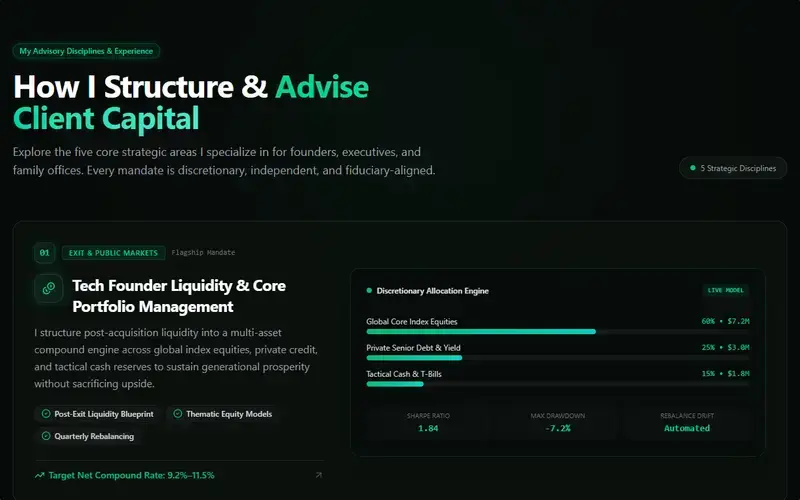 My Advisory Disciplines & Experience
How I Structure & Advise
Client Capital
Explore the five core strategic areas I specialize in for founders, executives, and
family offices. Every mandate is discretionary, independent, and fiduciary-aligned.
5 Strategic Disciplines
01
EXIT & PUBLIC MARKETS
Flagship Mandate
Tech Founder Liquidity & Core
Portfolio Management
I structure post-acquisition liquidity into a multi-asset
compound engine across global index equities, private credit,
and tactical cash reserves to sustain generational prosperity
without sacrificing upside.
Post-Exit Liquidity Blueprint
Thematic Equity Models
Quarterly Rebalancing
Target Net Compound Rate: 9.2%–11.5%
Discretionary Allocation Engine
LIVE MODEL
Global Core Index Equities
60% • $7.2M
Private Senior Debt & Yield
25% • $3.0M
Tactical Cash & T-Bills
15% • $1.8M
SHARPE RATIO
1.84
MAX DRAWDOWN
-7.2%
REBALANCE DRIFT
Automated